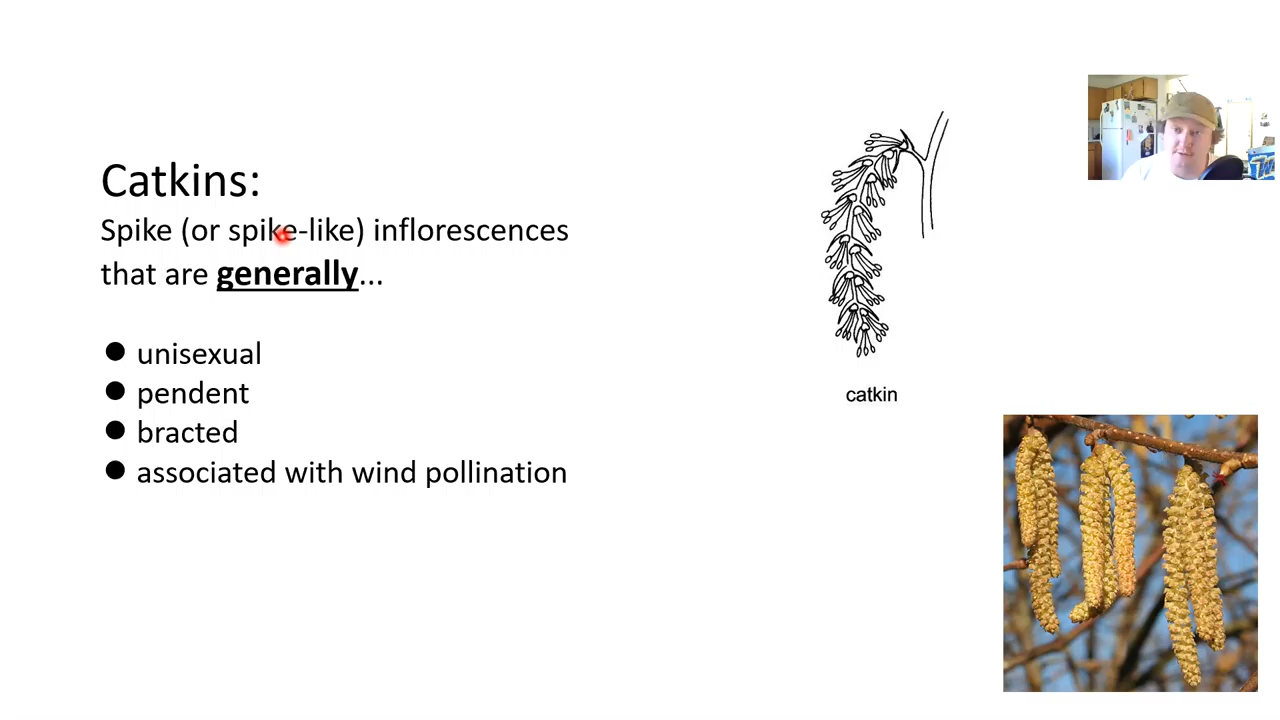 Catkins:
Spike (or spike-like) inflorescences
that are generally...
● unisexual
● pendent
● bracted
● associated with wind pollination
catkin